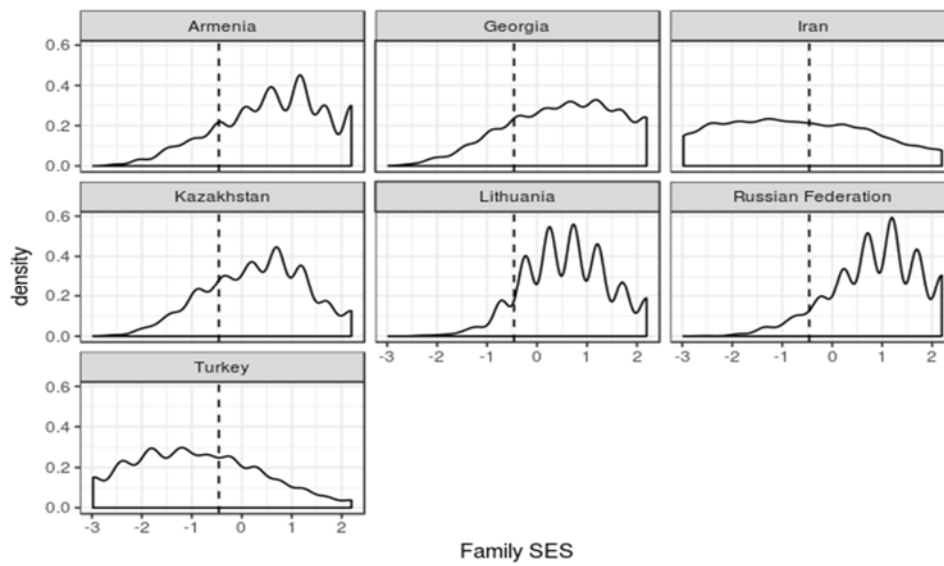 Armenia
Georgia
Iran
0.6
0.4
0.2
0.0
Kazakhstan
Lithuania
Russian Federation
0.6
0.4
0.2
0.0
-3 -2 -1 0 1 2
-3 -2 -1 0 1 2
Turkey
0.6
0.4
0.2
0.0
-3 -2 -1 0 1 2
density
Family SES